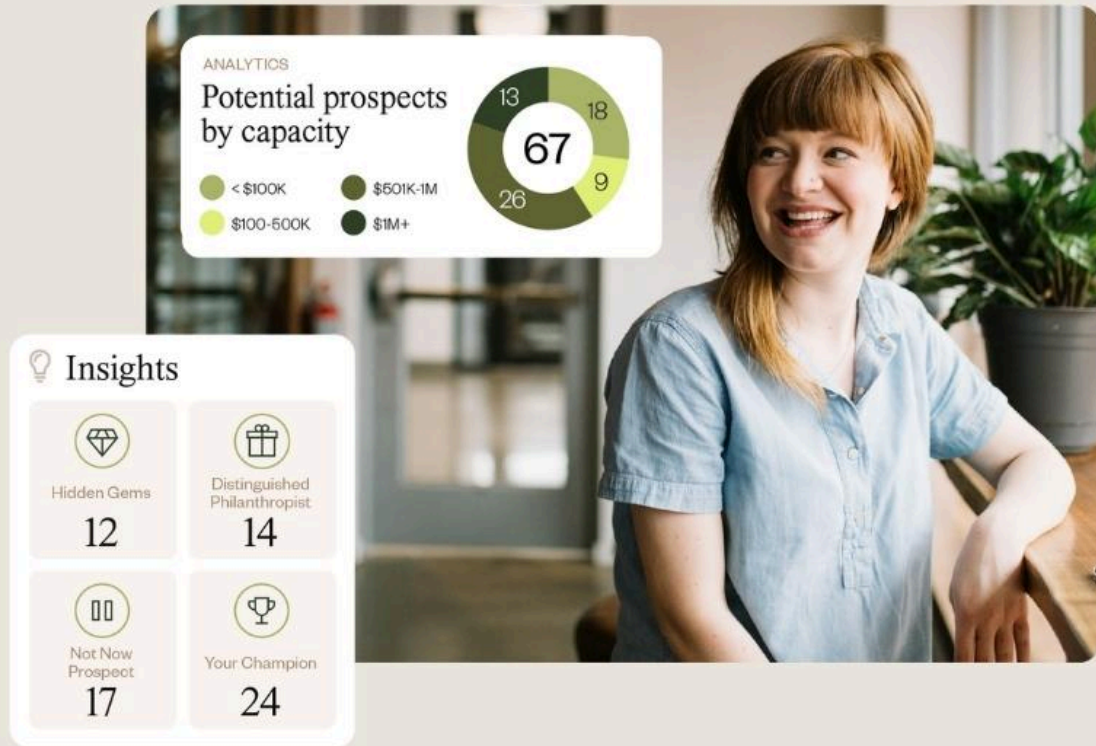 ANALYTICS
Potential prospects
by capacity
< $100K
$501K-1M
$100-500K
$1M+
13
18
67
9
26
Insights
Hidden Gems
12
Distinguished
Philanthropist
14
Not Now
Prospect
17
Your Champion
24